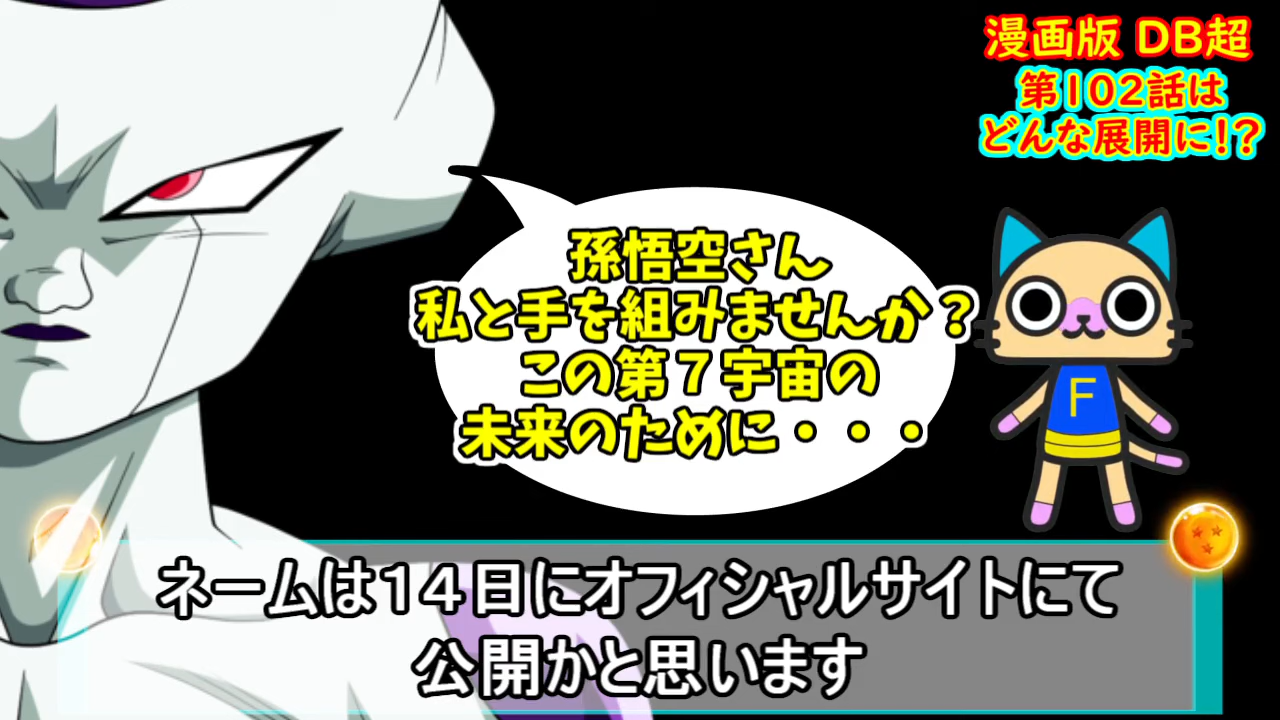 漫画版 DB超
第102話は
どんな展開に!?
孫悟空さん
私と手を組みませんか？
この第７宇宙の
未来のために・・・
F
ネームは14日にオフィシャルサイトにて
公開かと思います